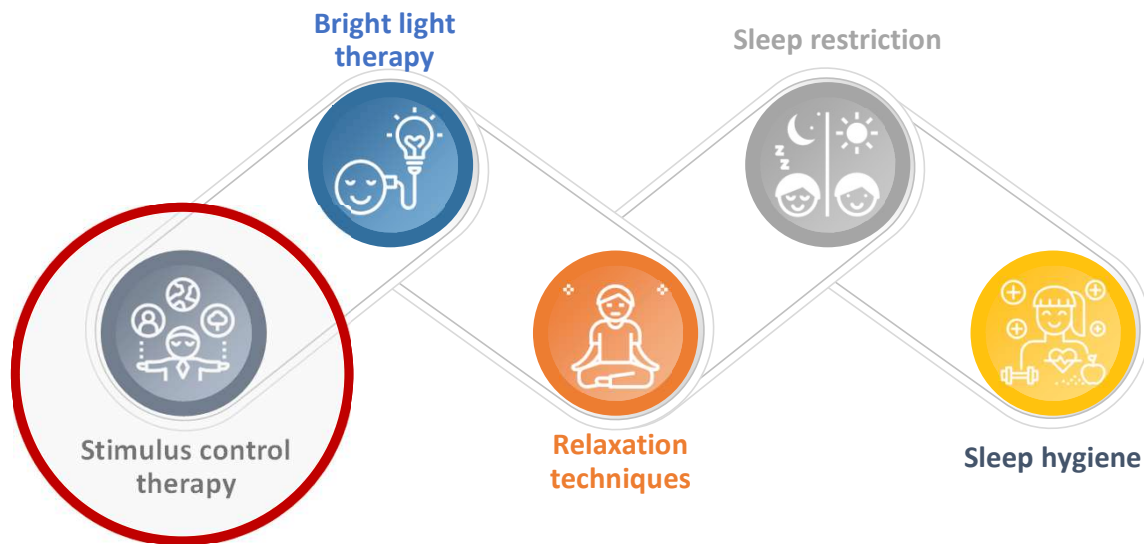 Bright light
therapy
Sleep restriction
Stimulus control
therapy
Relaxation
techniques
Sleep hygiene